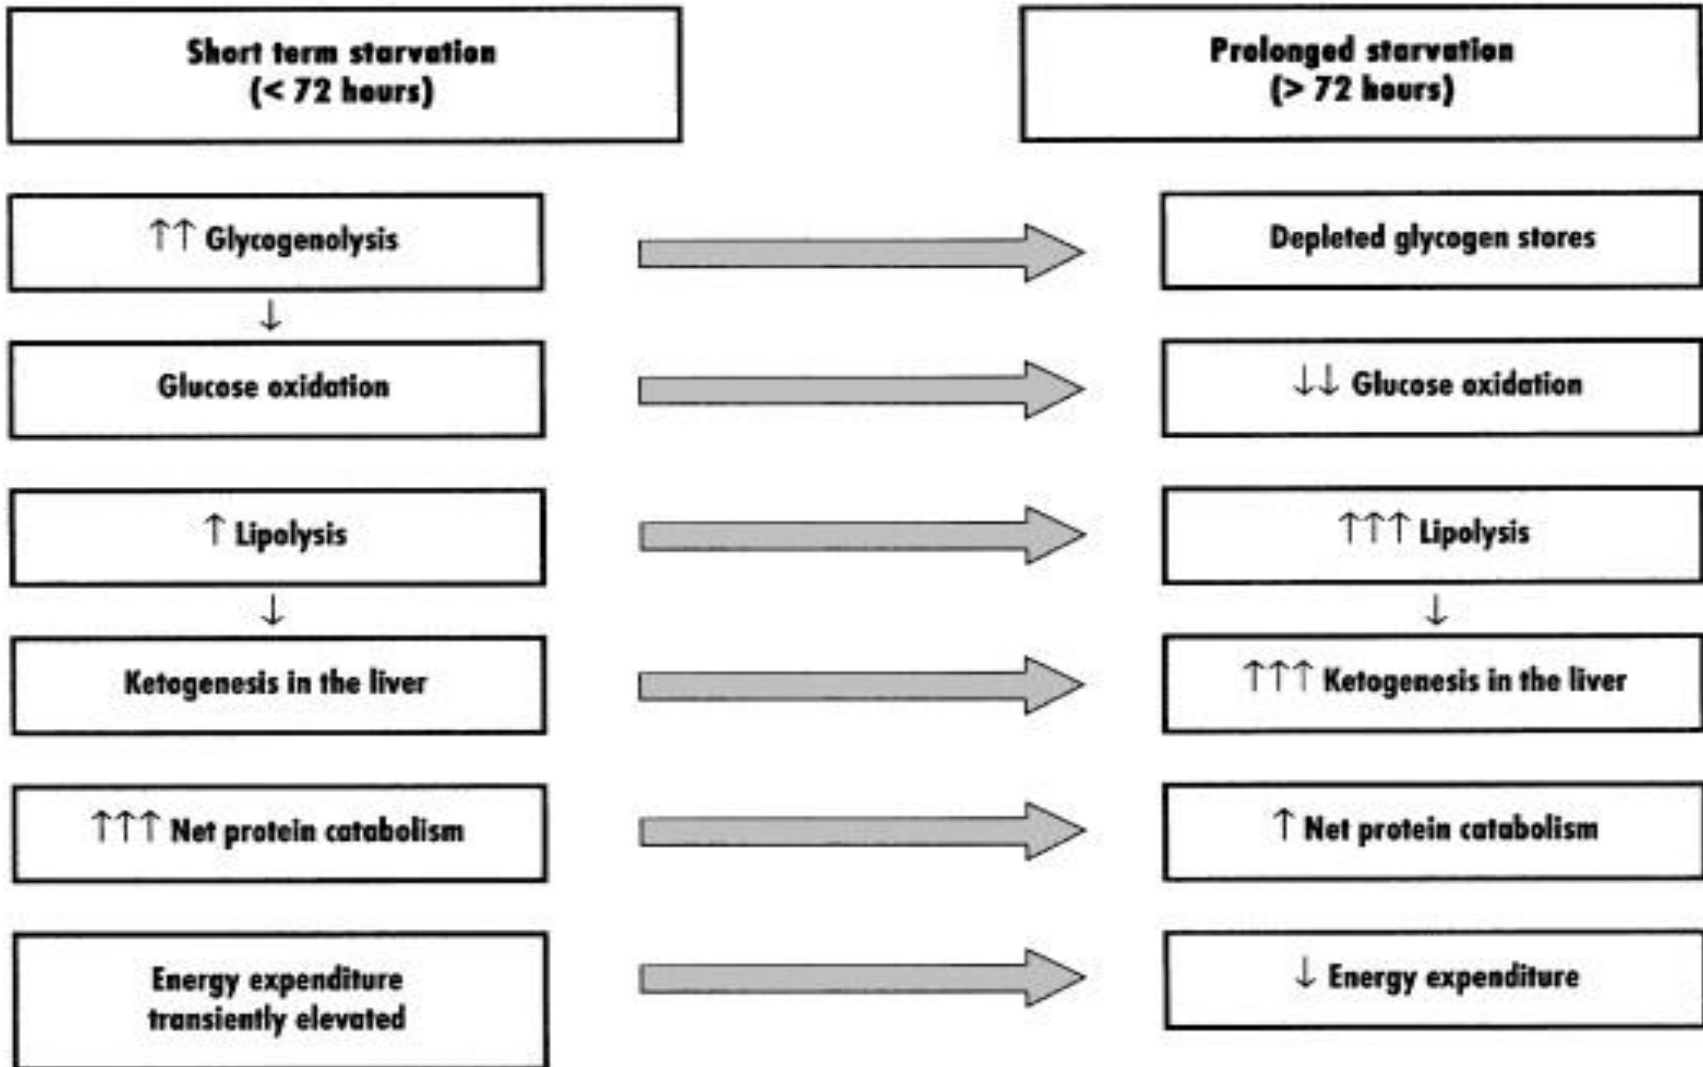 Short term starvation
(< 72 hours)
Prolonged starvation
(> 72 hours)
↑↑ Glycogenolysis
Depleted glycogen stores
↓
Glucose oxidation
↓↓ Glucose oxidation
↑ Lipolysis
↑↑↑ Lipolysis
↓
↓
Ketogenesis in the liver
↑↑↑ Ketogenesis in the liver
↑↑↑ Net protein catabolism
↑ Net protein catabolism
Energy expenditure
transiently elevated
↓ Energy expenditure